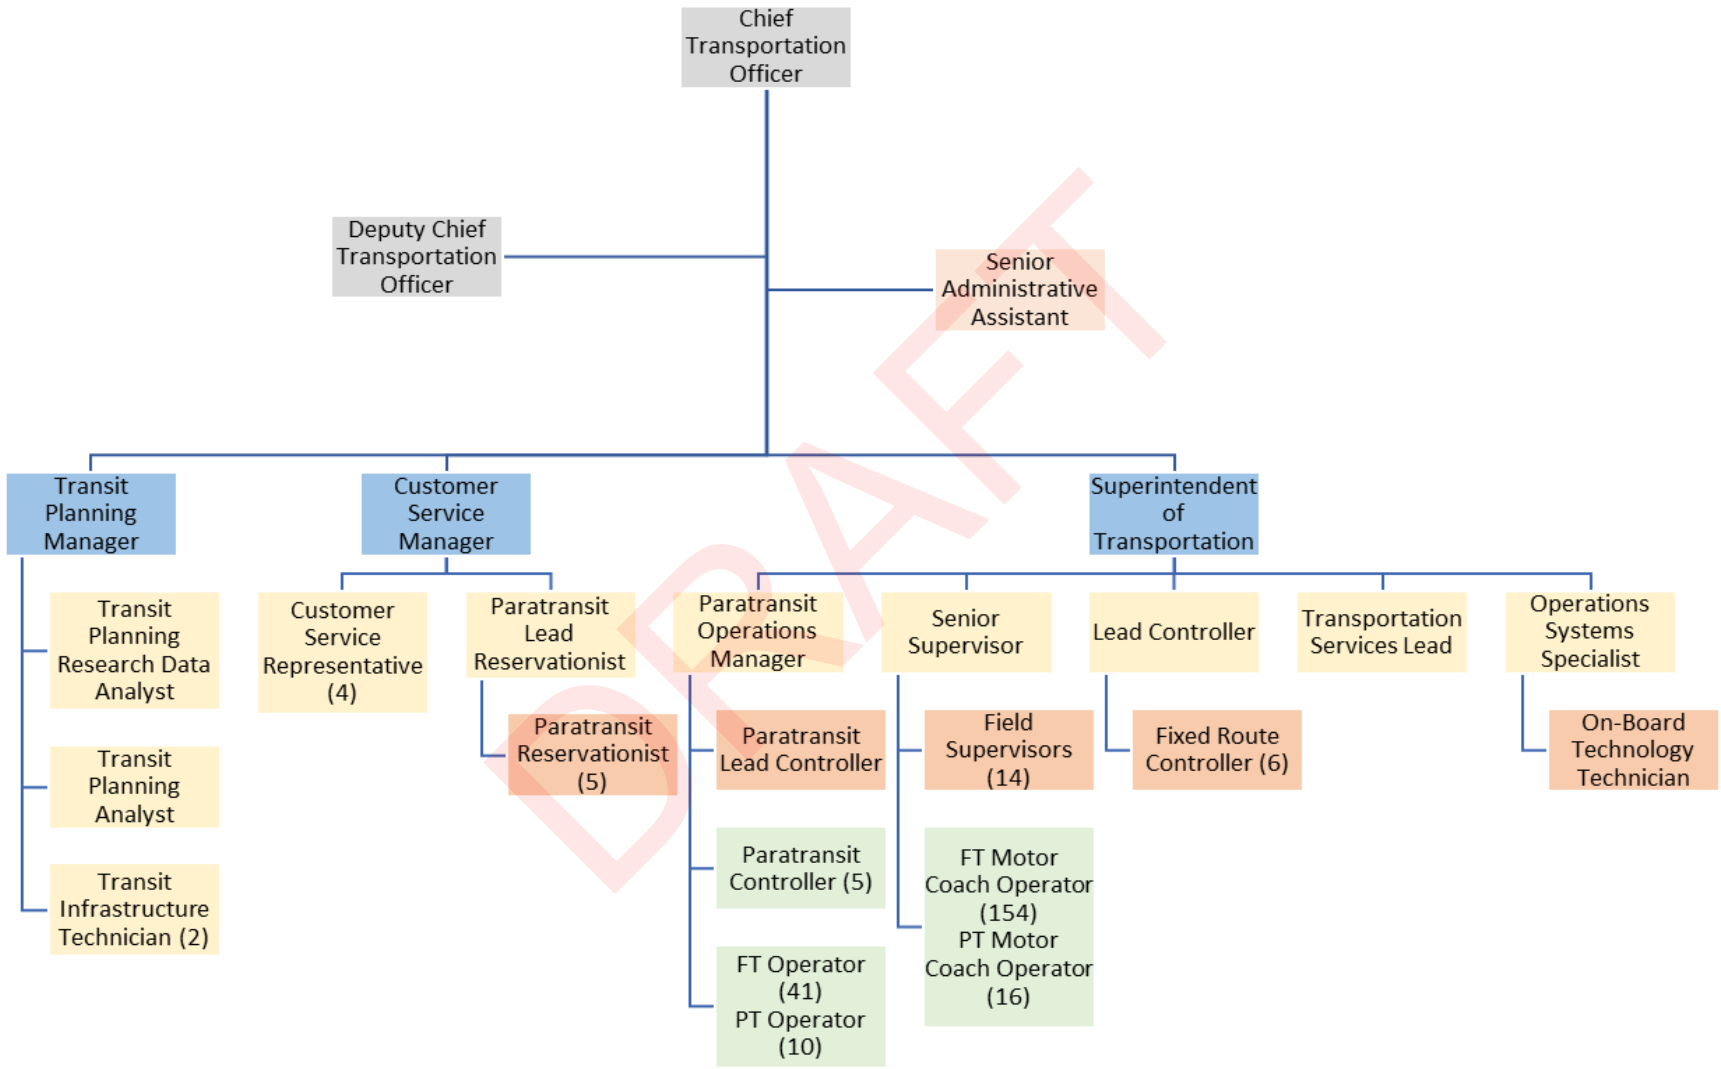 Chief
Transportation
Officer
Deputy Chief
Transportation
Officer
Senior
Administrative
Assistant
Transit
Planning
Manager
Customer
Service
Manager
Superintendent
of
Transportation
Transit
Planning
Research Data
Analyst
Transit
Planning
Analyst
Transit
Infrastructure
Technician (2)
Customer
Service
Representative
(4)
Paratransit
Lead
Reservationist
Paratransit
Reservationist
(5)
Paratransit
Operations
Manager
Paratransit
Lead Controller
Paratransit
Controller (5)
FT Operator
(41)
PT Operator
(10)
Senior
Supervisor
Field
Supervisors
(14)
FT Motor
Coach Operator
(154)
PT Motor
Coach Operator
(16)
Lead Controller
Fixed Route
Controller (6)
Transportation
Services Lead
Operations
Systems
Specialist
On-Board
Technology
Technician
DRAFT